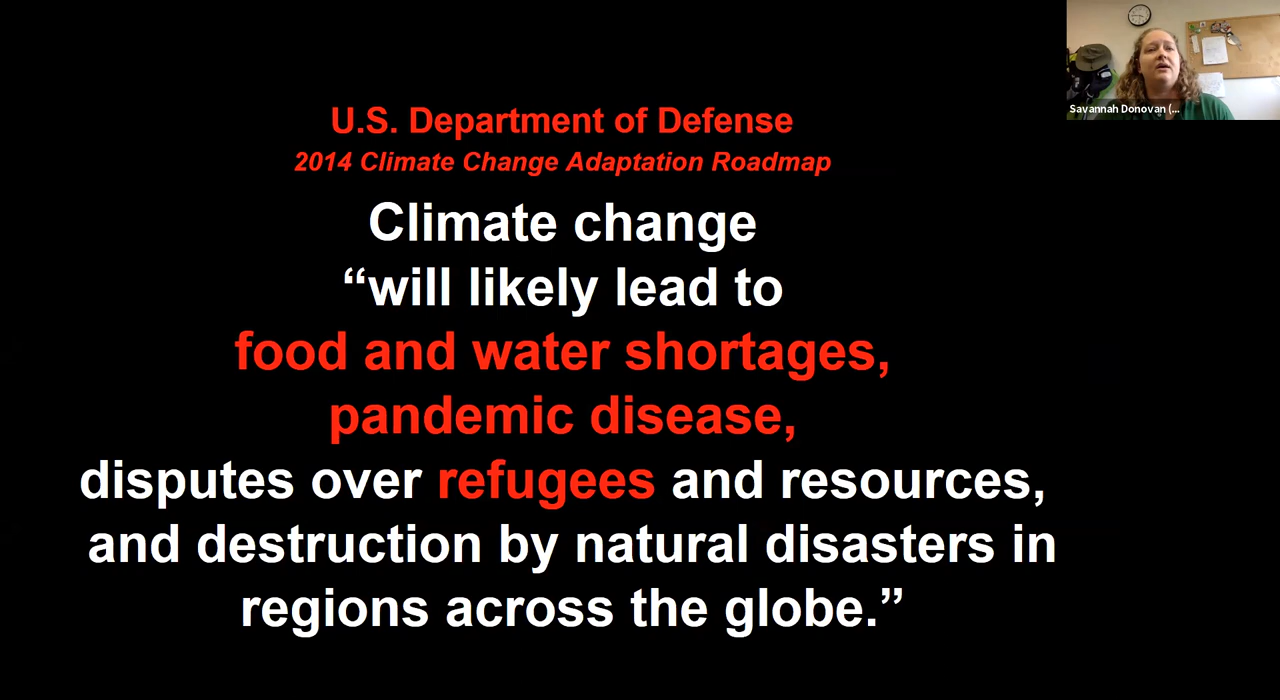 U.S. Department of Defense
2014 Climate Change Adaptation Roadmap
Climate change
“will likely lead to
food and water shortages,
pandemic disease,
disputes over refugees and resources,
and destruction by natural disasters in
regions across the globe.”
Savannah Donovan (...